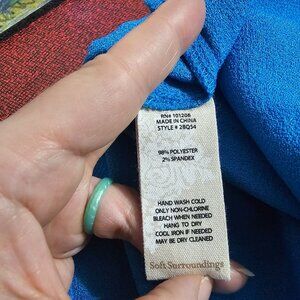 RN# 101206
MADE IN CHINA
STYLE # 2BQ54
98% POLYESTER
2% SPANDEX
HAND WASH COLD
ONLY NON-CHLORINE
BLEACH WHEN NEEDED
HANG TO DRY
COOL IRON IF NEEDED
MAY BE DRY CLEANED
Soft Surroundings